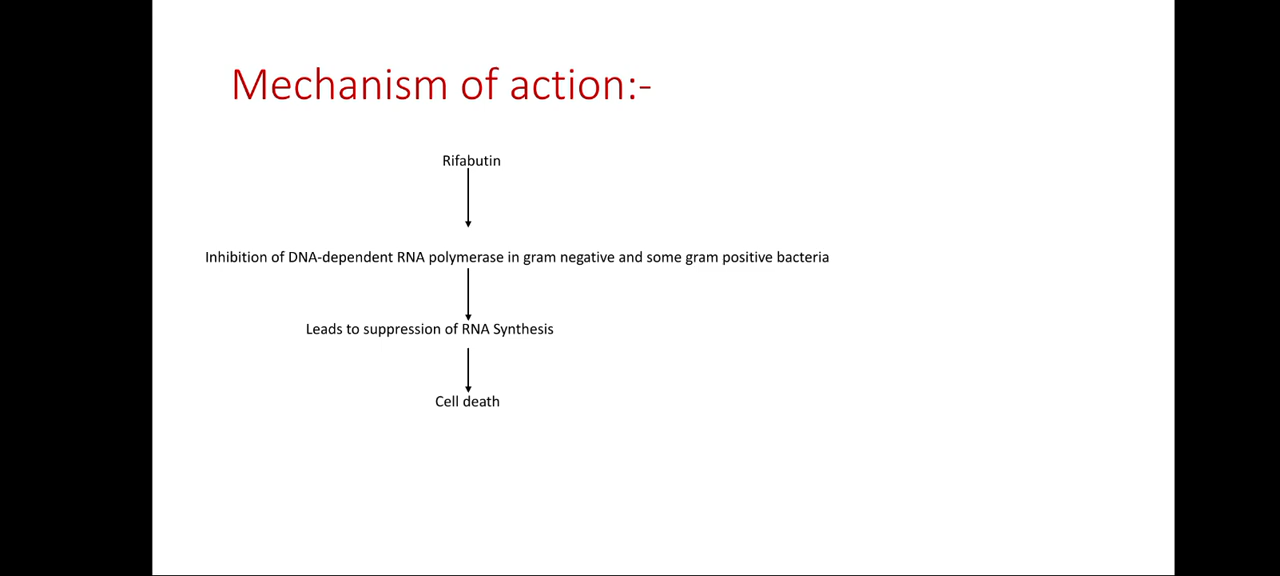 Mechanism of action:-
Rifabutin
Inhibition of DNA-dependent RNA polymerase in gram negative and some gram positive bacteria
Leads to suppression of RNA Synthesis
Cell death